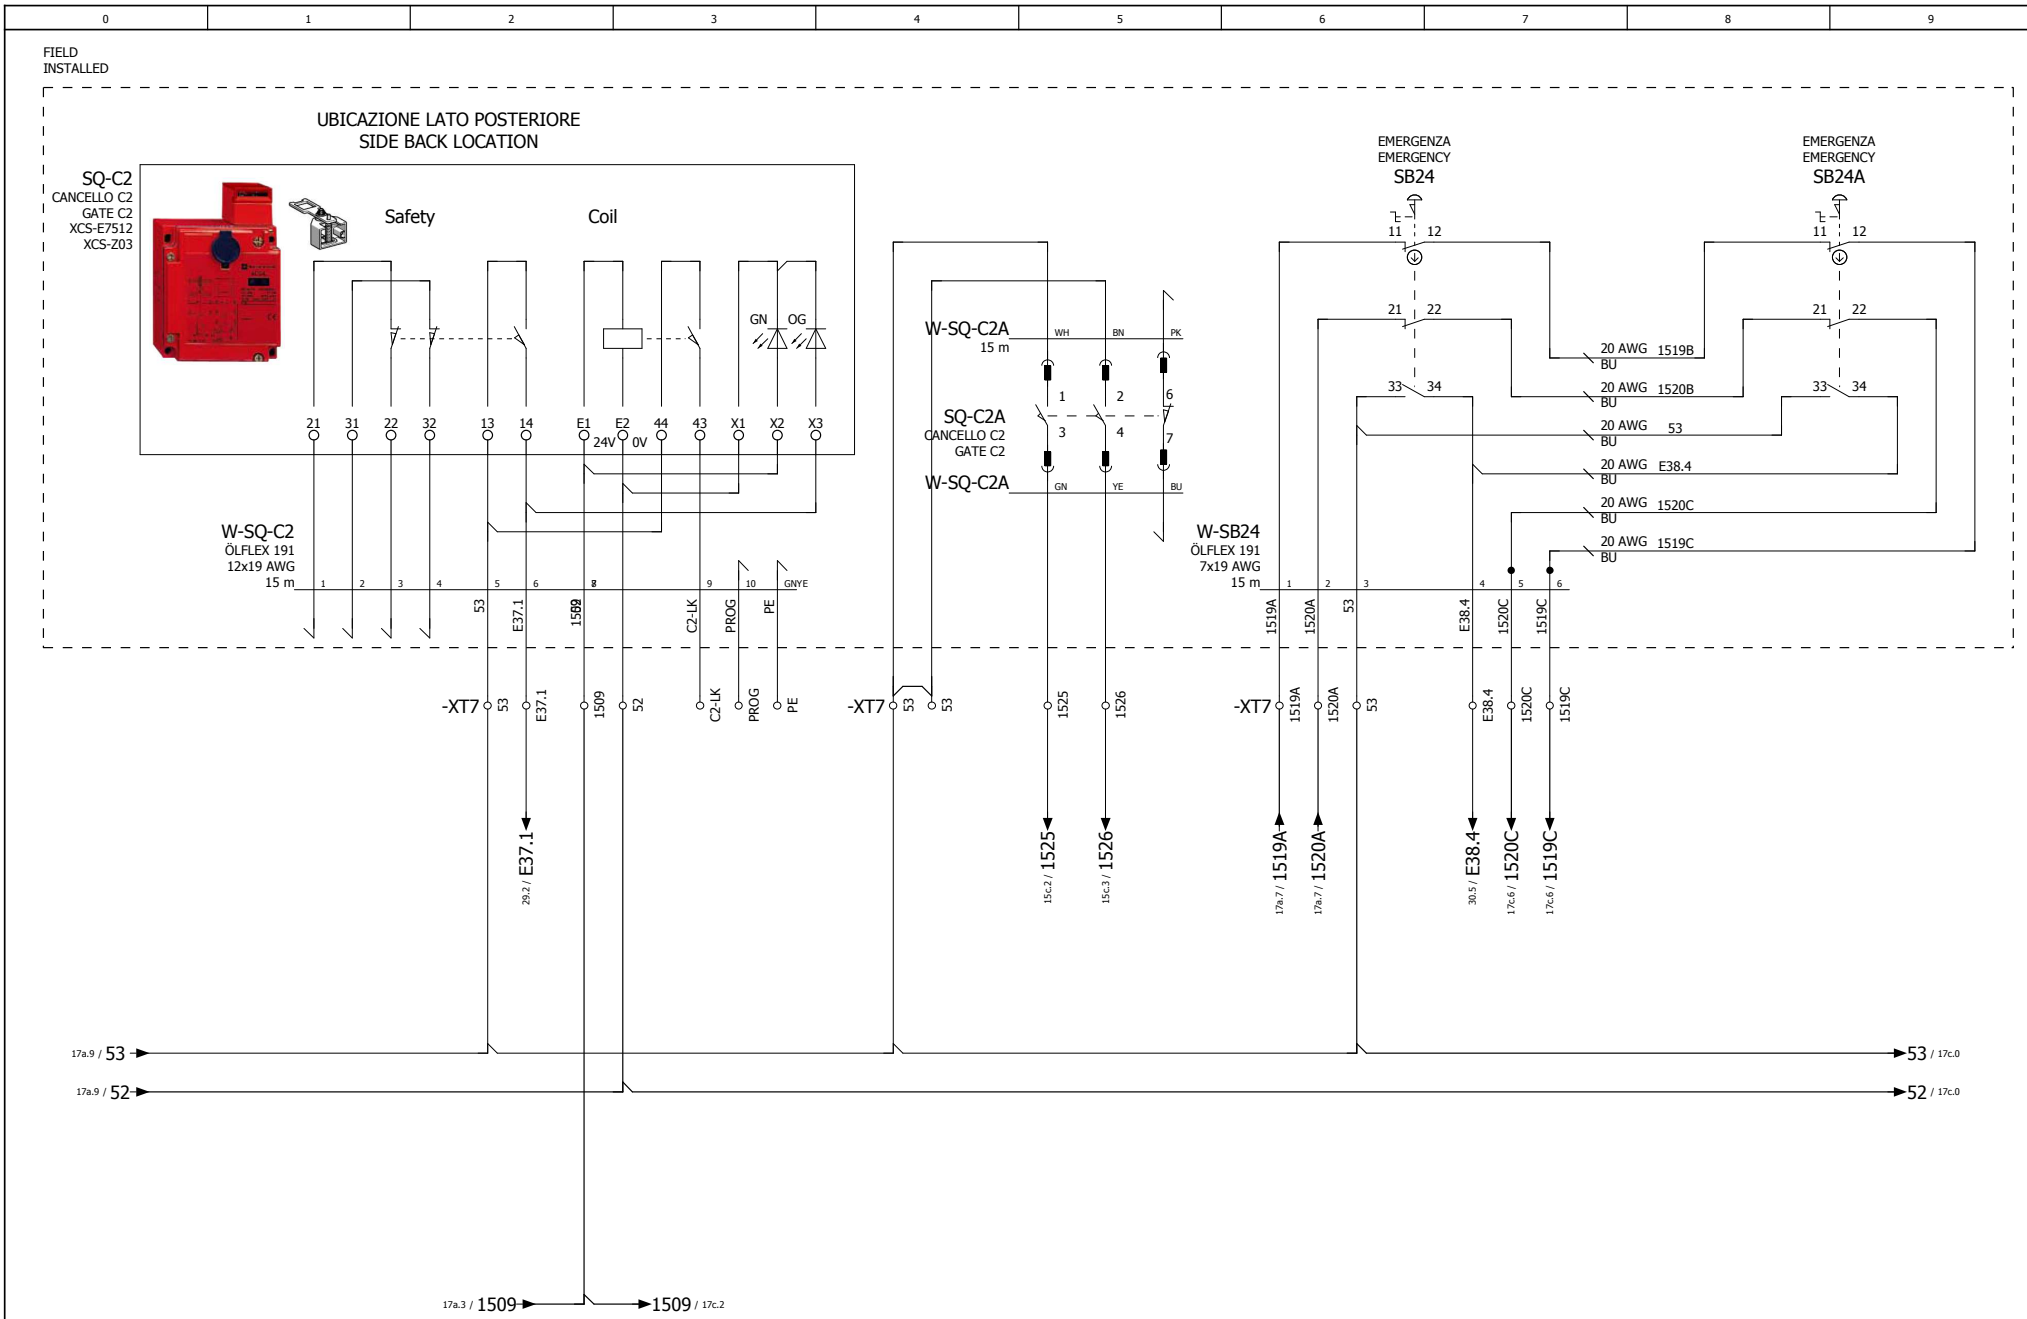 0 1 2 3 4 5 6 7 8 9
FIELD
INSTALLED
UBICAZIONE LATO POSTERIORE
SIDE BACK LOCATION
SQ-C2
CANCELLO C2
GATE C2
XCS-E7512
XCS-Z03
Safety
Coil
GN
OG
21 31 22 32 13 14 E1 E2 44 43 X1 X2 X3
24V 0V
W-SQ-C2
ÖLFLEX 191
12x19 AWG
15 m
1 2 3 4 5 6 7 8 9 10 GNYE
53 E37.1 1509 52 C2-LK PROG PE
-XT7 53 E37.1 1509 52 C2-LK PROG PE
29.2 / E37.1
W-SQ-C2A
15 m
WH BN PK
1 2 6
SQ-C2A
CANCELLO C2
GATE C2
3 4 7
W-SQ-C2A
GN YE BU
-XT7 53 53 1525 1526
15c.2 / 1525
15c.3 / 1526
EMERGENZA
EMERGENCY
SB24
11 12
21 22
33 34
EMERGENZA
EMERGENCY
SB24A
11 12
21 22
33 34
20 AWG 1519B
BU
20 AWG 1520B
BU
20 AWG 53
BU
20 AWG E38.4
BU
20 AWG 1520C
BU
20 AWG 1519C
BU
W-SB24
ÖLFLEX 191
7x19 AWG
15 m
1 2 3 4 5 6
1519A 1520A 53 E38.4 1520C 1519C
-XT7 1519A 1520A 53 E38.4 1520C 1519C
17a.7 / 1519A
17a.7 / 1520A
30.5 / E38.4
17c.6 / 1520C
17c.6 / 1519C
17a.9 / 53
53 / 17c.0
17a.9 / 52
52 / 17c.0
17a.3 / 1509
1509 / 17c.2